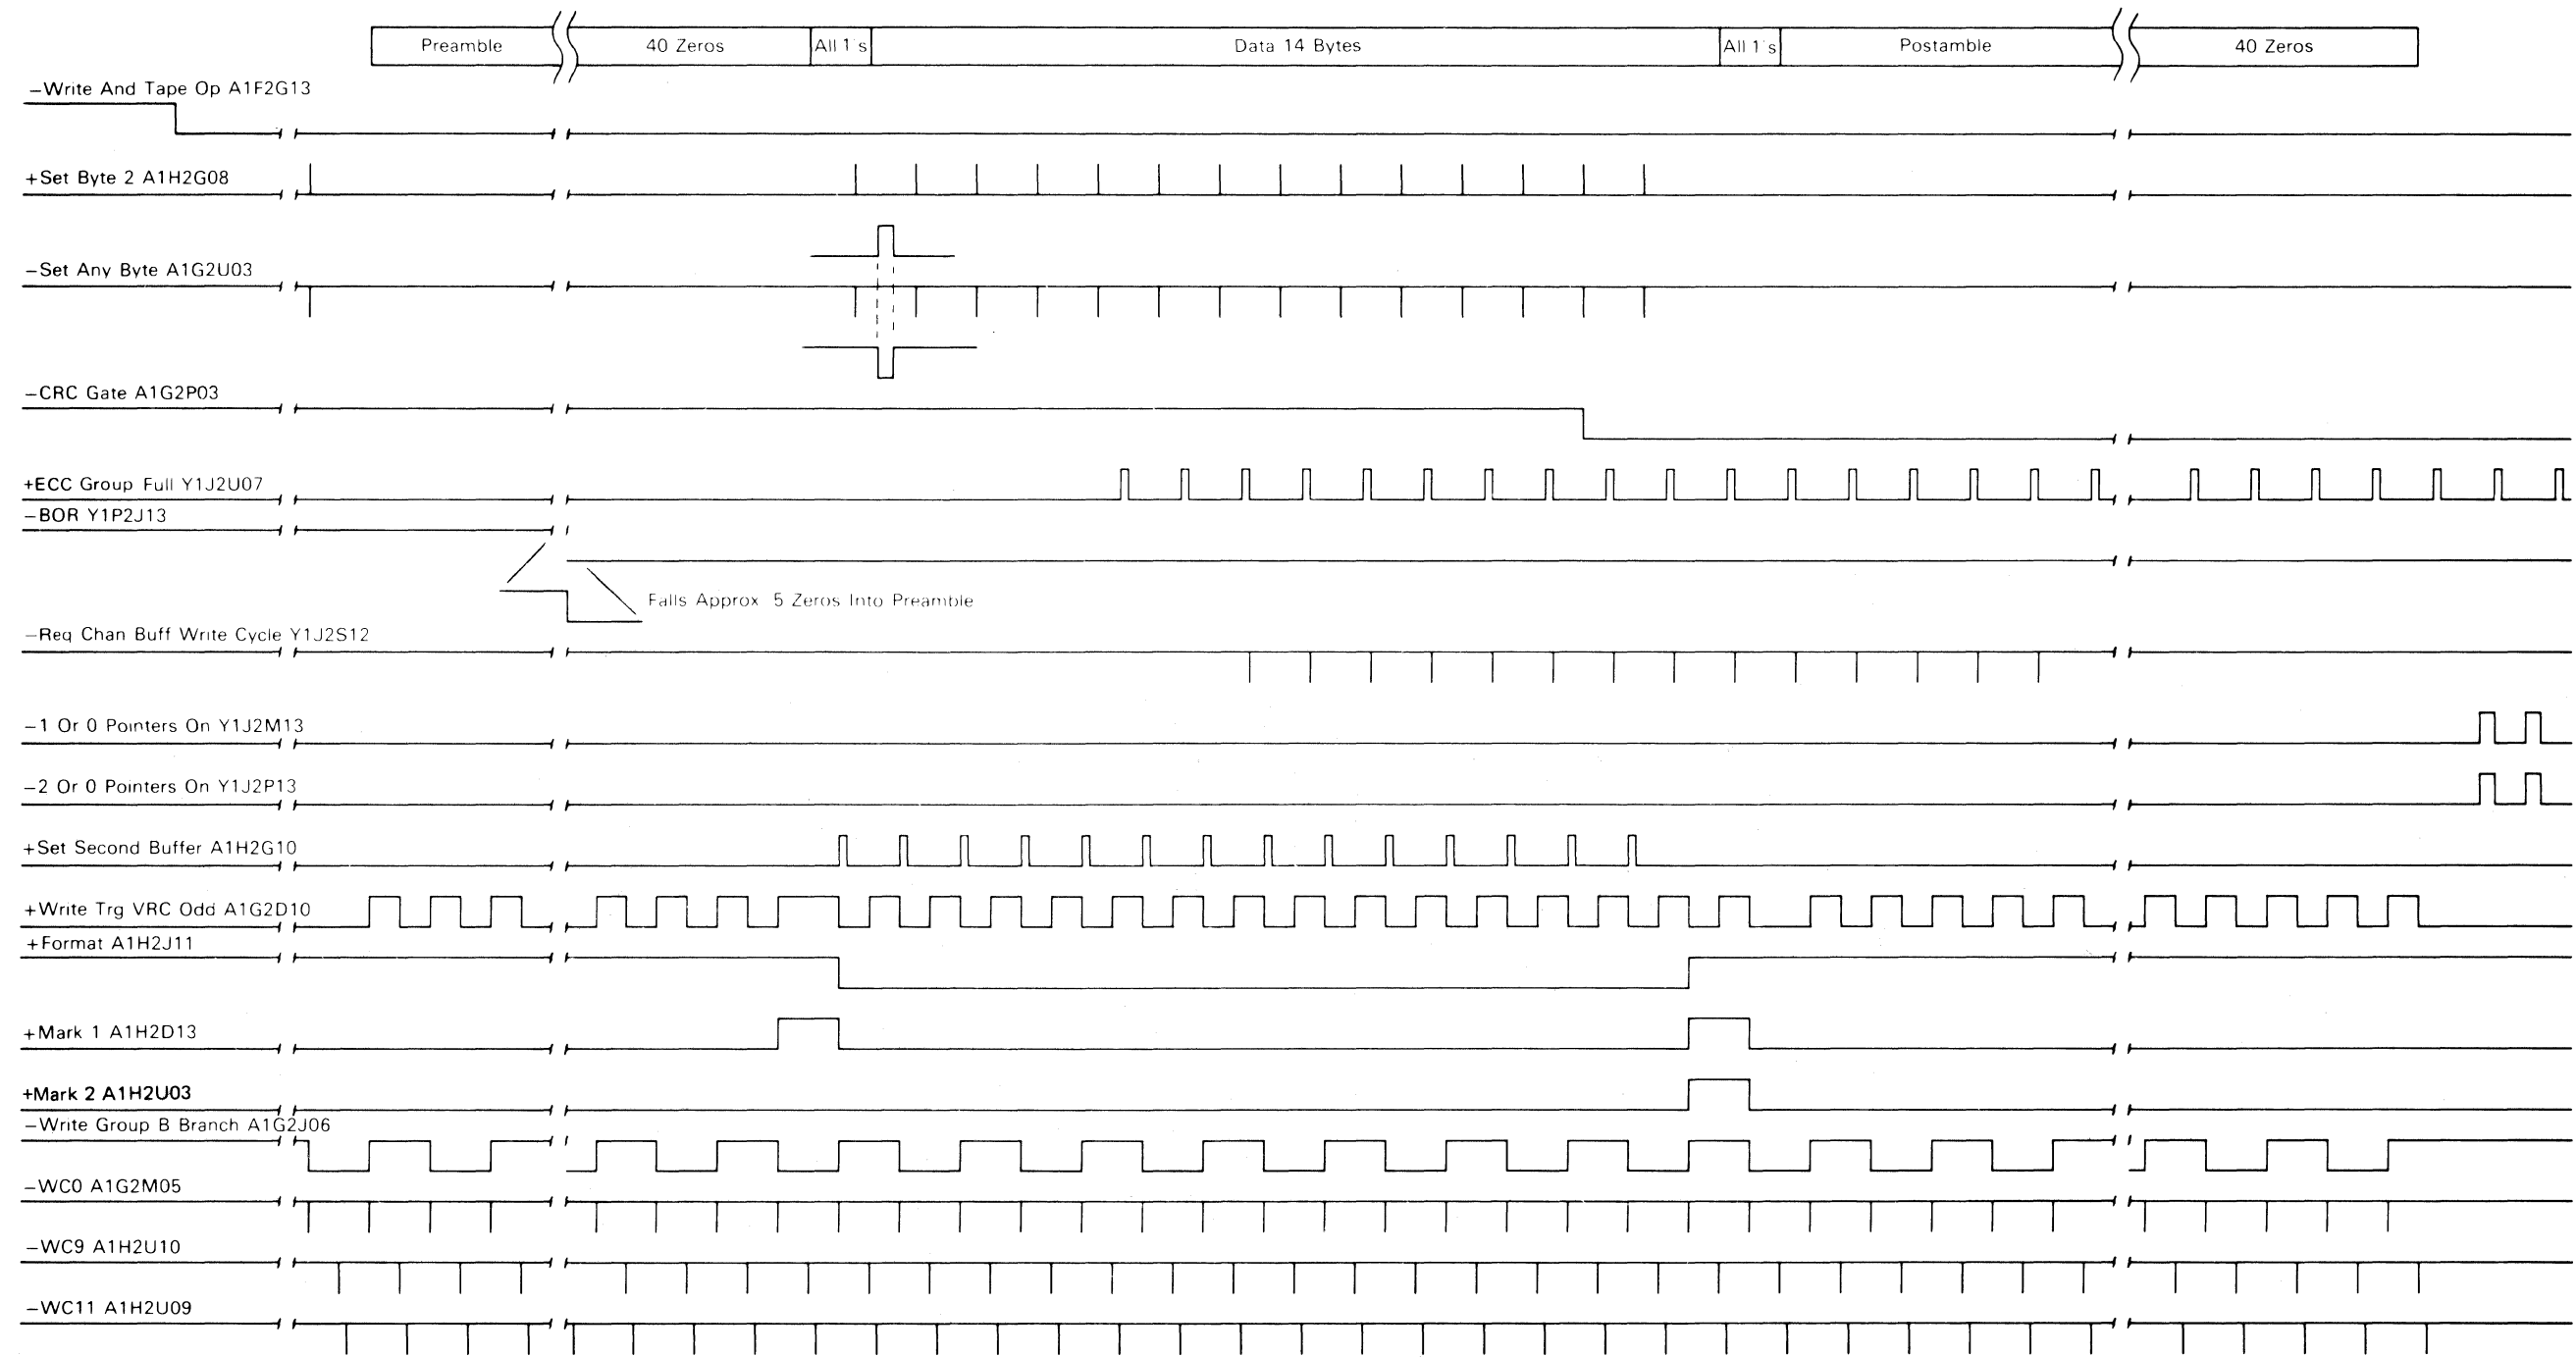 Preamble 40 Zeros All 1's Data 14 Bytes All 1's Postamble 40 Zeros
−Write And Tape Op A1F2G13
+Set Byte 2 A1H2G08
−Set Any Byte A1G2U03
−CRC Gate A1G2P03
+ECC Group Full Y1J2U07
−BOR Y1P2J13
Falls Approx 5 Zeros Into Preamble
−Req Chan Buff Write Cycle Y1J2S12
−1 Or 0 Pointers On Y1J2M13
−2 Or 0 Pointers On Y1J2P13
+Set Second Buffer A1H2G10
+Write Trg VRC Odd A1G2D10
+Format A1H2J11
+Mark 1 A1H2D13
+Mark 2 A1H2U03
−Write Group B Branch A1G2J06
−WC0 A1G2M05
−WC9 A1H2U10
−WC11 A1H2U09